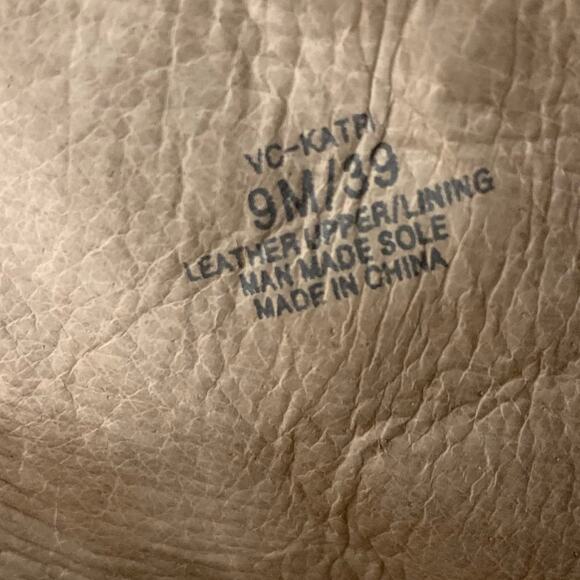 VC-KATRI
9M/39
LEATHER UPPER/LINING
MAN MADE SOLE
MADE IN CHINA